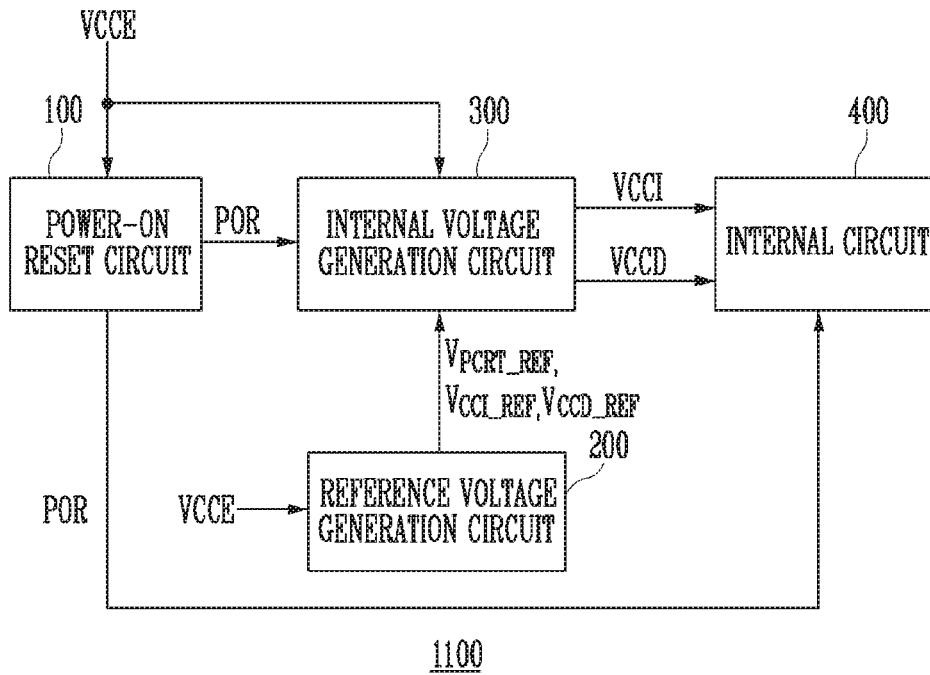 VCCE
100
300
400
POWER-ON
RESET CIRCUIT
POR
INTERNAL VOLTAGE
GENERATION CIRCUIT
VCCI
VCCD
INTERNAL CIRCUIT
VPCRT_REF,
VCCI_REF,VCCD_REF
200
POR
VCCE
REFERENCE VOLTAGE
GENERATION CIRCUIT
1100